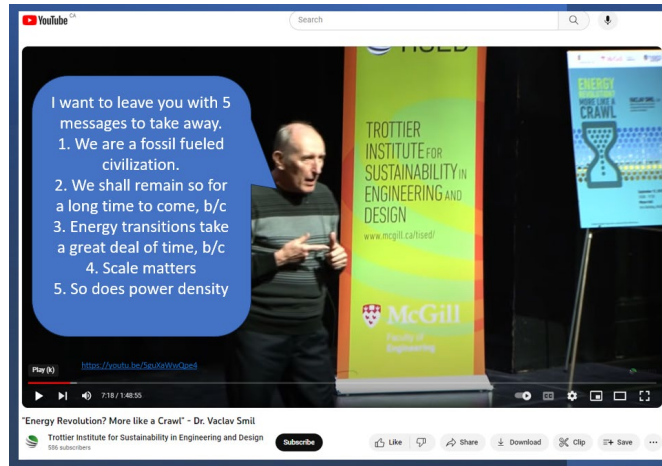 YouTube CA
Search
HSED
I want to leave you with 5
messages to take away.
1. We are a fossil fueled
civilization.
2. We shall remain so for
a long time to come, b/c
3. Energy transitions take
a great deal of time, b/c
4. Scale matters
5. So does power density
TROTTIER
INSTITUTE FOR
SUSTAINABILITY IN
ENGINEERING AND
DESIGN
www.mcgill.ca/tised/
McGill
Faculty of
Engineering
ENERGY
REVOLUTION?
MORE LIKE A
CRAWL
VACLAV SMIL
https://youtu.be/5guXaWwQpe4
Play (k)
7:18 / 1:48:55
"Energy Revolution? More like a Crawl" - Dr. Vaclav Smil
Trottier Institute for Sustainability in Engineering and Design
586 subscribers
Subscribe
Like
Share
Download
Clip
Save